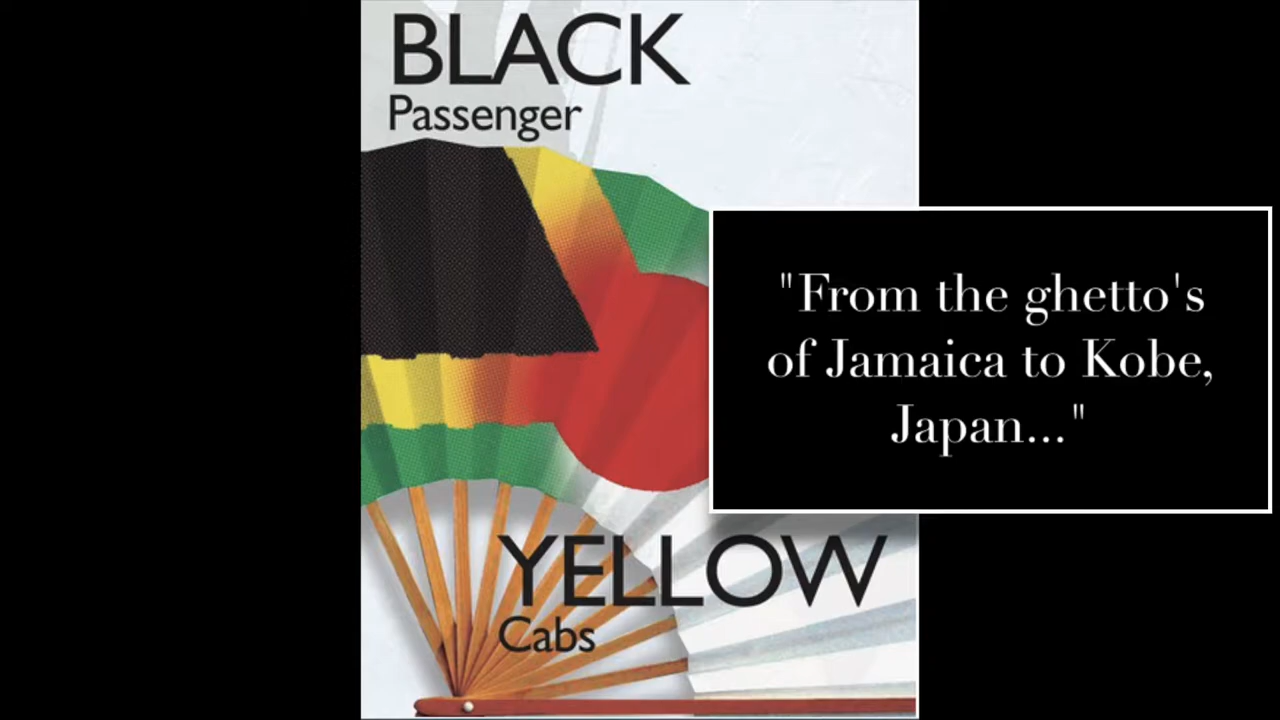 BLACK
Passenger
"From the ghetto's
of Jamaica to Kobe,
Japan..."
YELLOW
Cabs